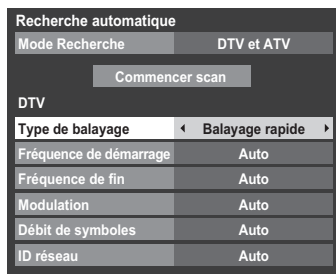 Recherche automatique
Mode Recherche DTV et ATV
Commencer scan
DTV
Type de balayage Balayage rapide
Fréquence de démarrage Auto
Fréquence de fin Auto
Modulation Auto
Débit de symboles Auto
ID réseau Auto